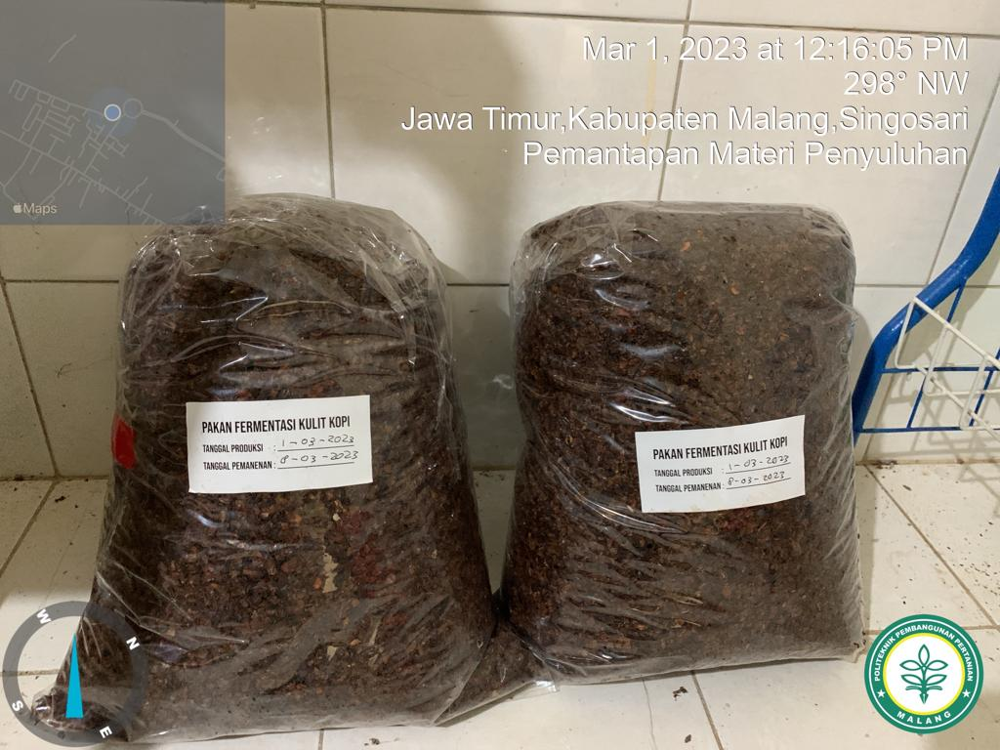 Mar 1, 2023 at 12:16:05 PM
298° NW
Jawa Timur,Kabupaten Malang,Singosari
Pemantapan Materi Penyuluhan
Maps
PAKAN FERMENTASI KULIT KOPI
TANGGAL PRODUKSI : 1-03-2023
TANGGAL PEMANENAN : 8-03-2023
PAKAN FERMENTASI KULIT KOPI
TANGGAL PRODUKSI : 1-03-2023
TANGGAL PEMANENAN : 8-03-2023
W
N
S
E
POLITEKNIK PEMBANGUNAN PERTANIAN
MALANG